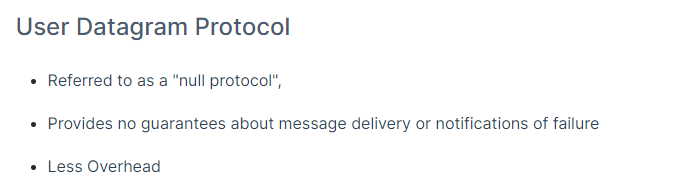 User Datagram Protocol
• Referred to as a "null protocol",
• Provides no guarantees about message delivery or notifications of failure
• Less Overhead